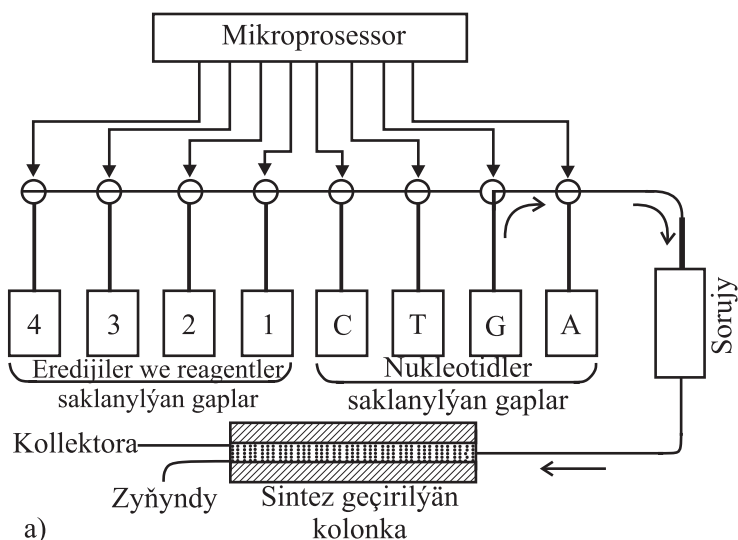 Mikroprosessor
4 3 2 1 C T G A
Sorujy
Eredijiler we reagentler
saklanylýan gaplar
Nukleotidler
saklanylýan gaplar
Kollektora
Zyňyndy
Sintez geçirilýän
kolonka
a)